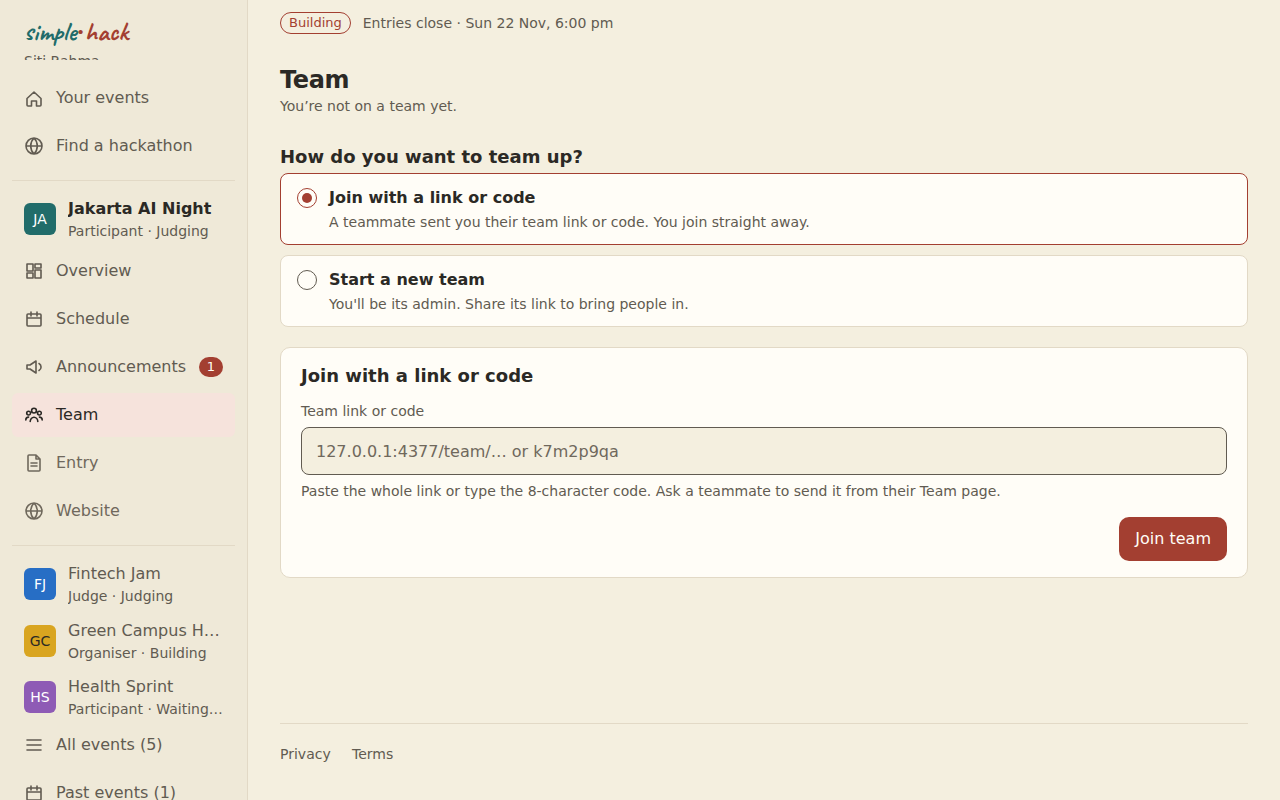 simple·hack
Siti Rahma
Your events
Find a hackathon
JA
Jakarta AI Night
Participant · Judging
Overview
Schedule
Announcements
1
Team
Entry
Website
FJ
Fintech Jam
Judge · Judging
GC
Green Campus H…
Organiser · Building
HS
Health Sprint
Participant · Waiting…
All events (5)
Past events (1)
Building
Entries close · Sun 22 Nov, 6:00 pm
Team
You’re not on a team yet.
How do you want to team up?
Join with a link or code
A teammate sent you their team link or code. You join straight away.
Start a new team
You'll be its admin. Share its link to bring people in.
Join with a link or code
Team link or code
127.0.0.1:4377/team/… or k7m2p9qa
Paste the whole link or type the 8-character code. Ask a teammate to send it from their Team page.
Join team
Privacy
Terms